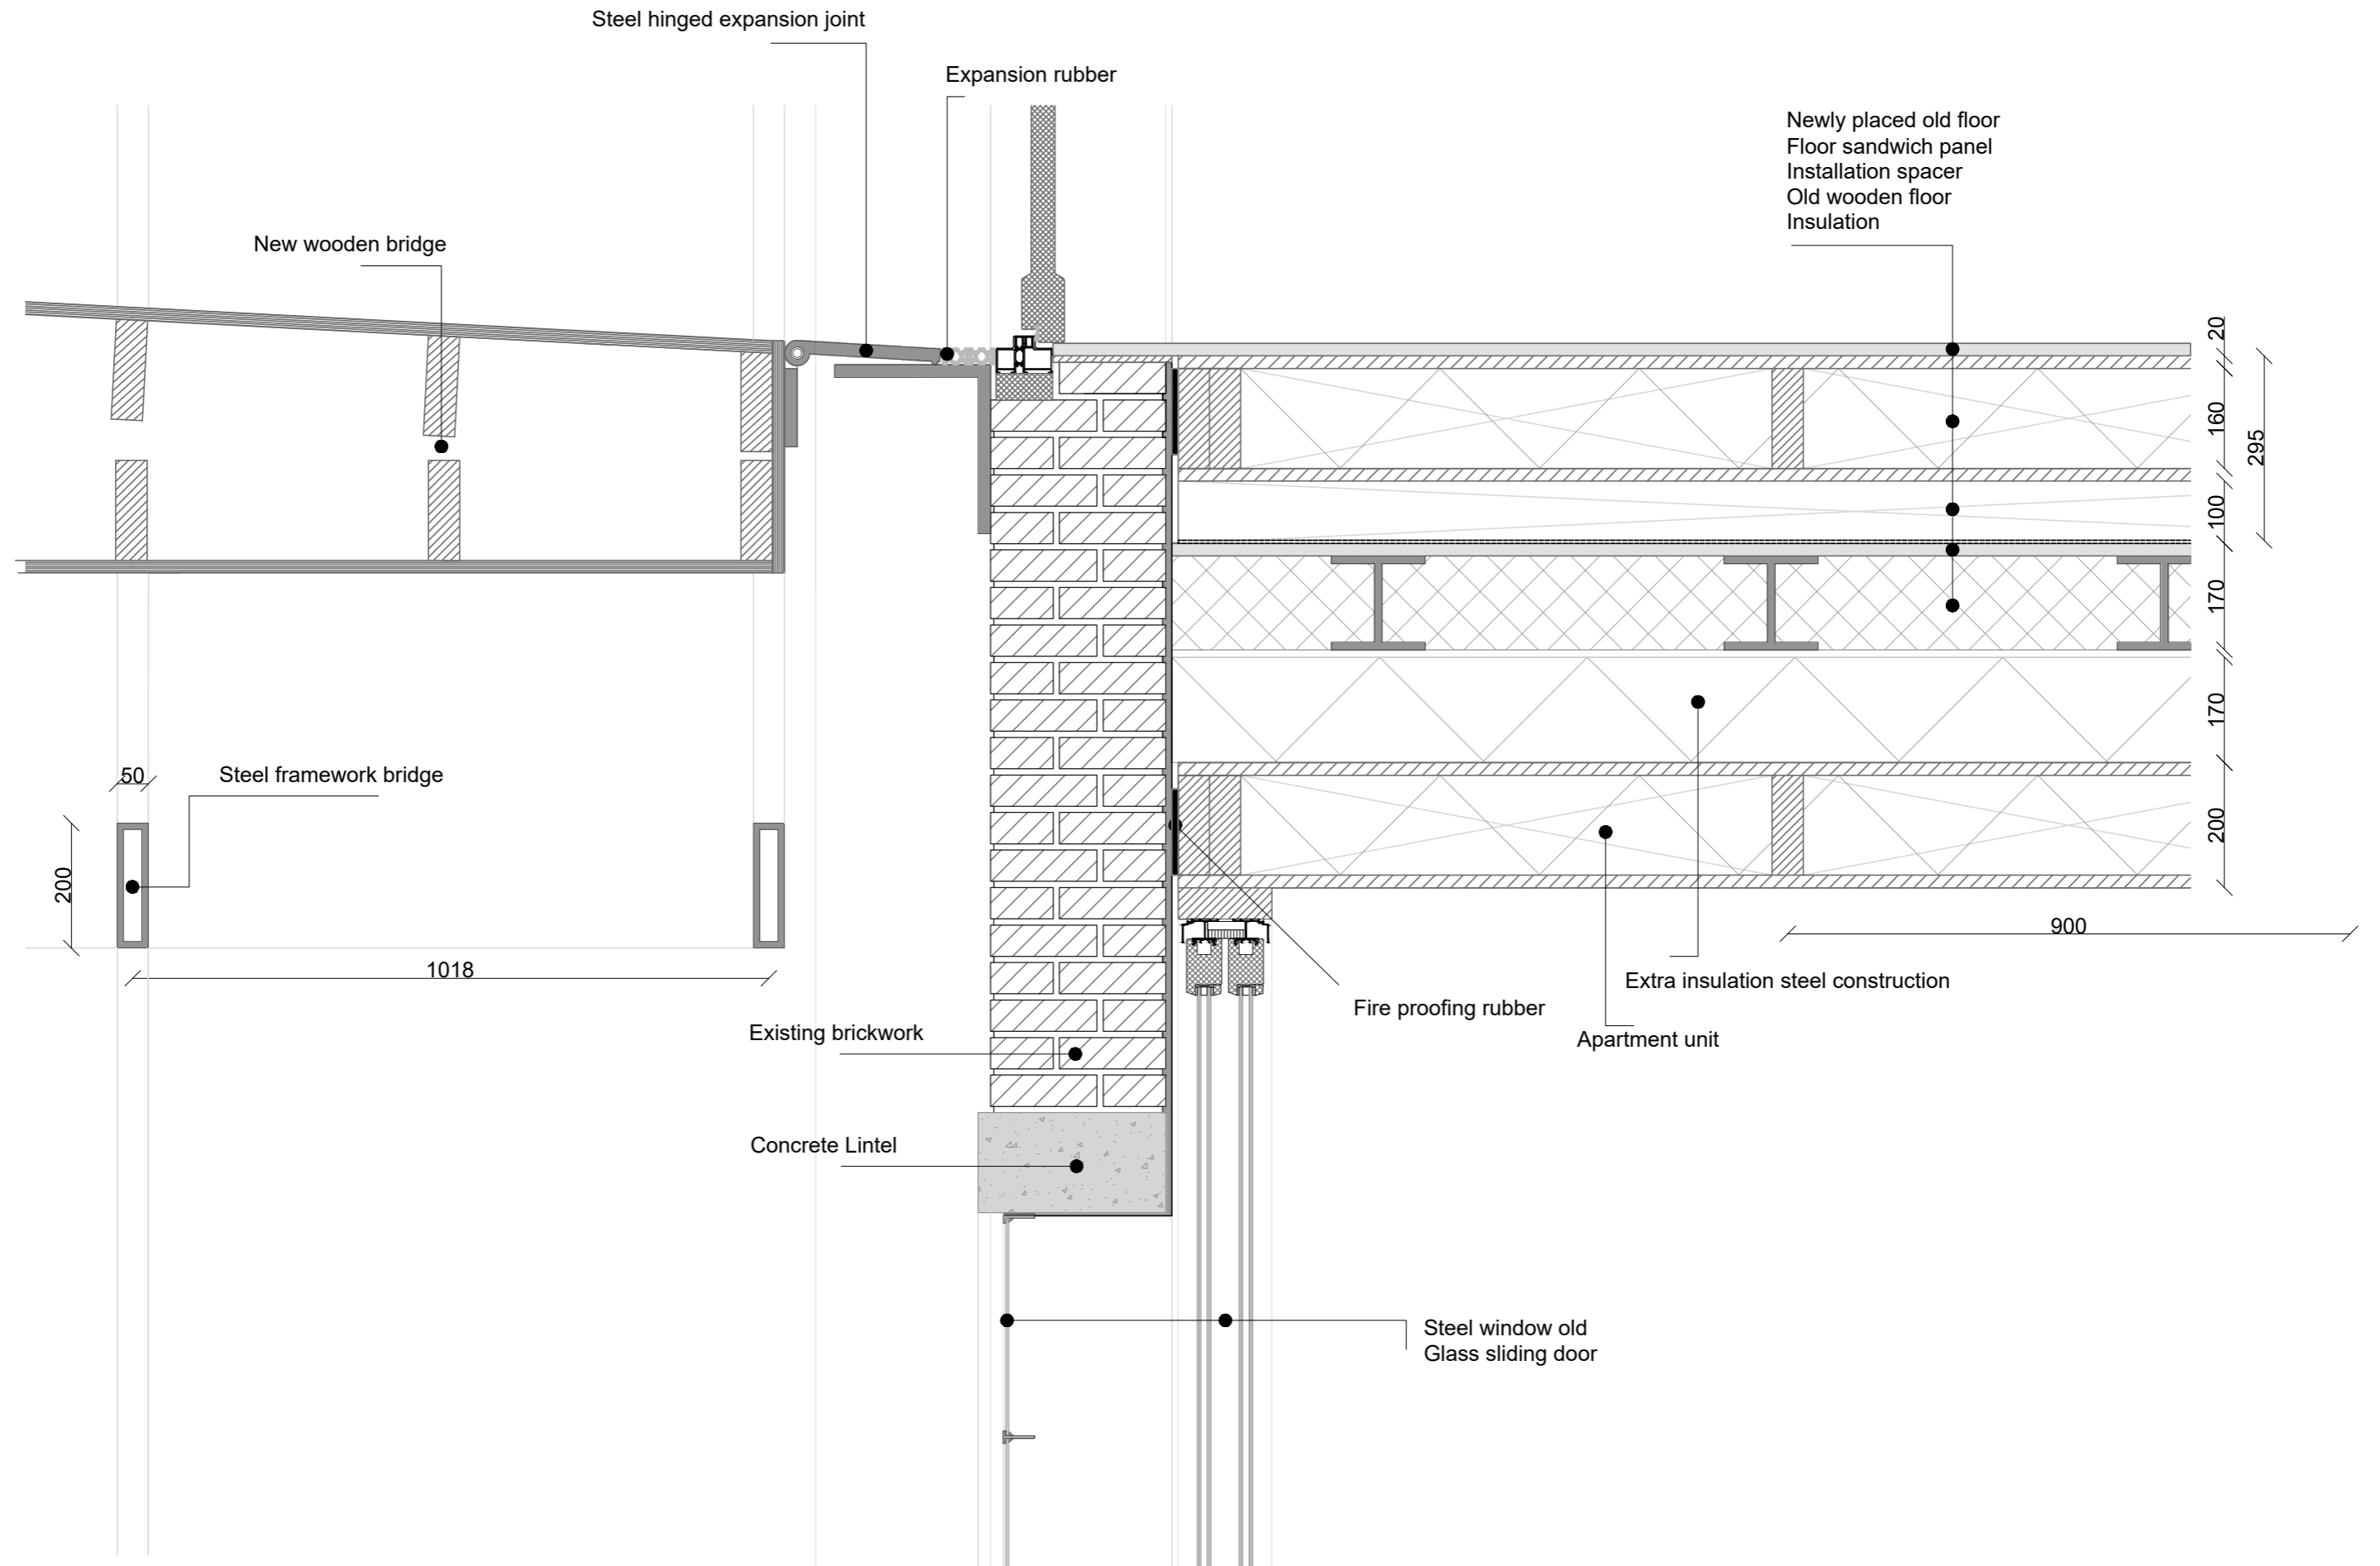 Steel hinged expansion joint
Expansion rubber
Newly placed old floor
Floor sandwich panel
Installation spacer
Old wooden floor
Insulation
New wooden bridge
20
160
295
100
170
170
200
50
Steel framework bridge
200
900
1018
Extra insulation steel construction
Fire proofing rubber
Existing brickwork
Apartment unit
Concrete Lintel
Steel window old
Glass sliding door